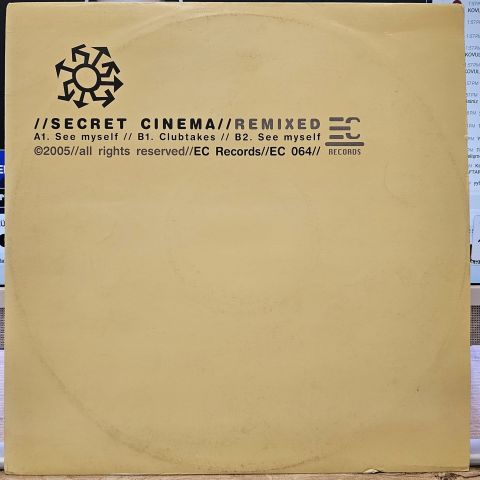 //SECRET CINEMA//REMIXED
A1. See myself // B1. Clubtakes // B2. See myself
©2005//all rights reserved//EC Records//EC 064//
EC
RECORDS